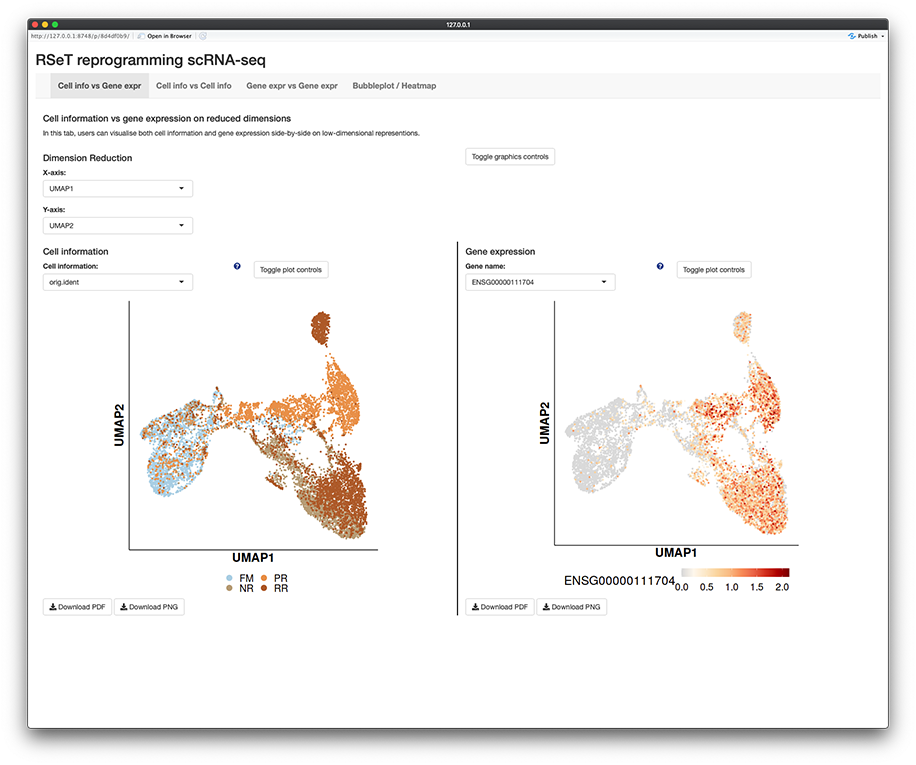 127.0.0.1
http://127.0.0.1:8748/p/8d4df0b9/ Open in Browser Publish
RSeT reprogramming scRNA-seq
Cell info vs Gene expr Cell info vs Cell info Gene expr vs Gene expr Bubbleplot / Heatmap
Cell information vs gene expression on reduced dimensions
In this tab, users can visualise both cell information and gene expression side-by-side on low-dimensional representions.
Dimension Reduction
Toggle graphics controls
X-axis:
UMAP1
Y-axis:
UMAP2
Cell information
Cell information:
orig.ident
?
Toggle plot controls
UMAP2
UMAP1
FM PR
NR RR
Download PDF Download PNG
Gene expression
Gene name:
ENSG00000111704
?
Toggle plot controls
UMAP2
UMAP1
ENSG00000111704
0.0 0.5 1.0 1.5 2.0
Download PDF Download PNG